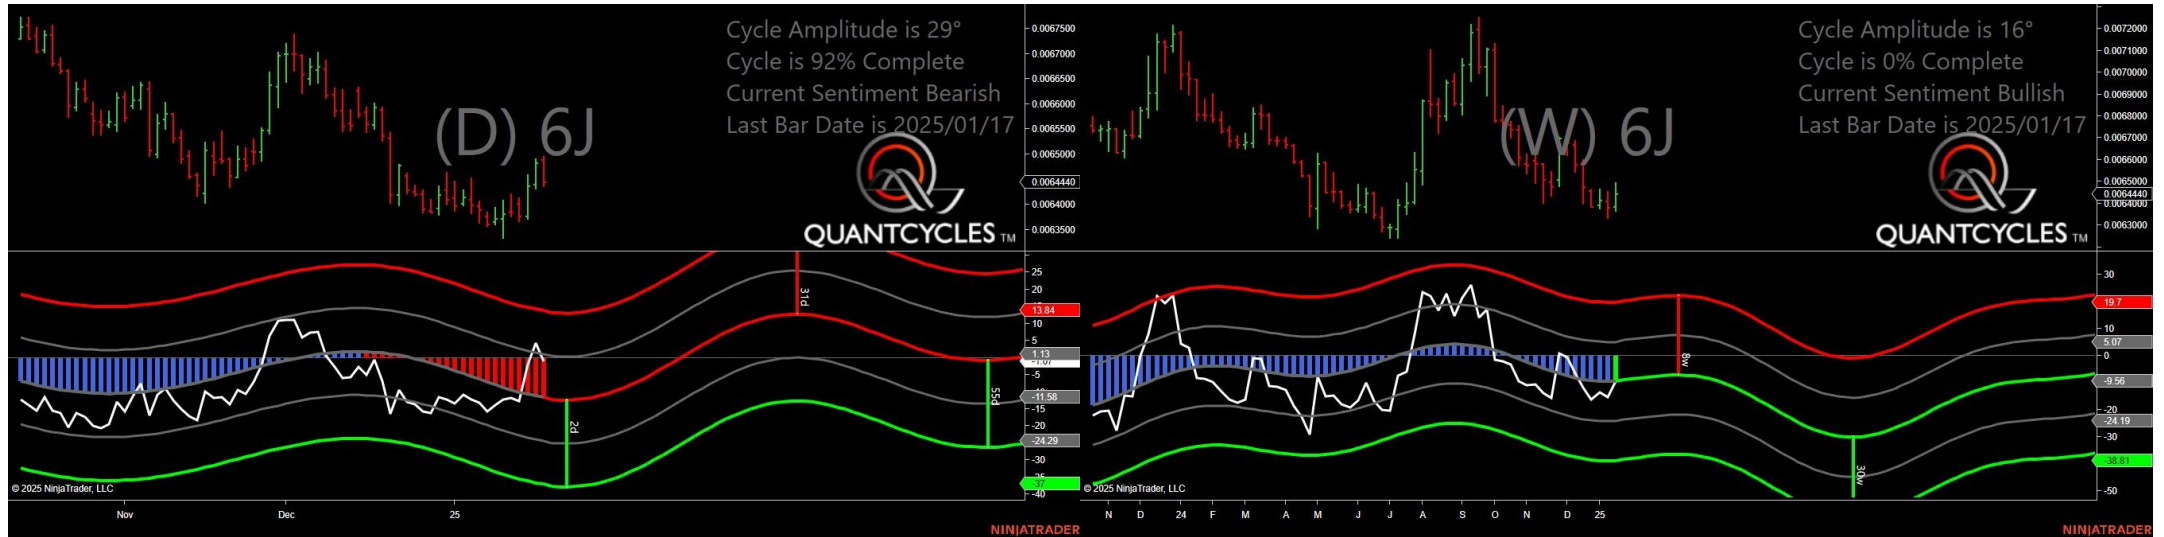 Cycle Amplitude is 29°
Cycle is 92% Complete
Current Sentiment Bearish
Last Bar Date is 2025/01/17
(D) 6J
QUANTCYCLES TM
0.0067500
0.0067000
0.0066500
0.0066000
0.0065500
0.0065000
0.0064440
0.0064000
0.0063500
25
20
13.84
10
5
1.13
-5
-11.58
-15
-20
-24.29
-30
-37
-40
31d
2d
55d
© 2025 NinjaTrader, LLC
Nov Dec 25
NINJATRADER
Cycle Amplitude is 16°
Cycle is 0% Complete
Current Sentiment Bullish
Last Bar Date is 2025/01/17
(W) 6J
QUANTCYCLES TM
0.0072000
0.0071000
0.0070000
0.0069000
0.0068000
0.0067000
0.0066000
0.0065000
0.0064440
0.0064000
0.0063000
30
19.7
10
5.07
0
-9.56
-20
-24.19
-30
-38.81
-50
8w
30w
© 2025 NinjaTrader, LLC
N D 24 F M A M J J A S O N D 25
NINJATRADER